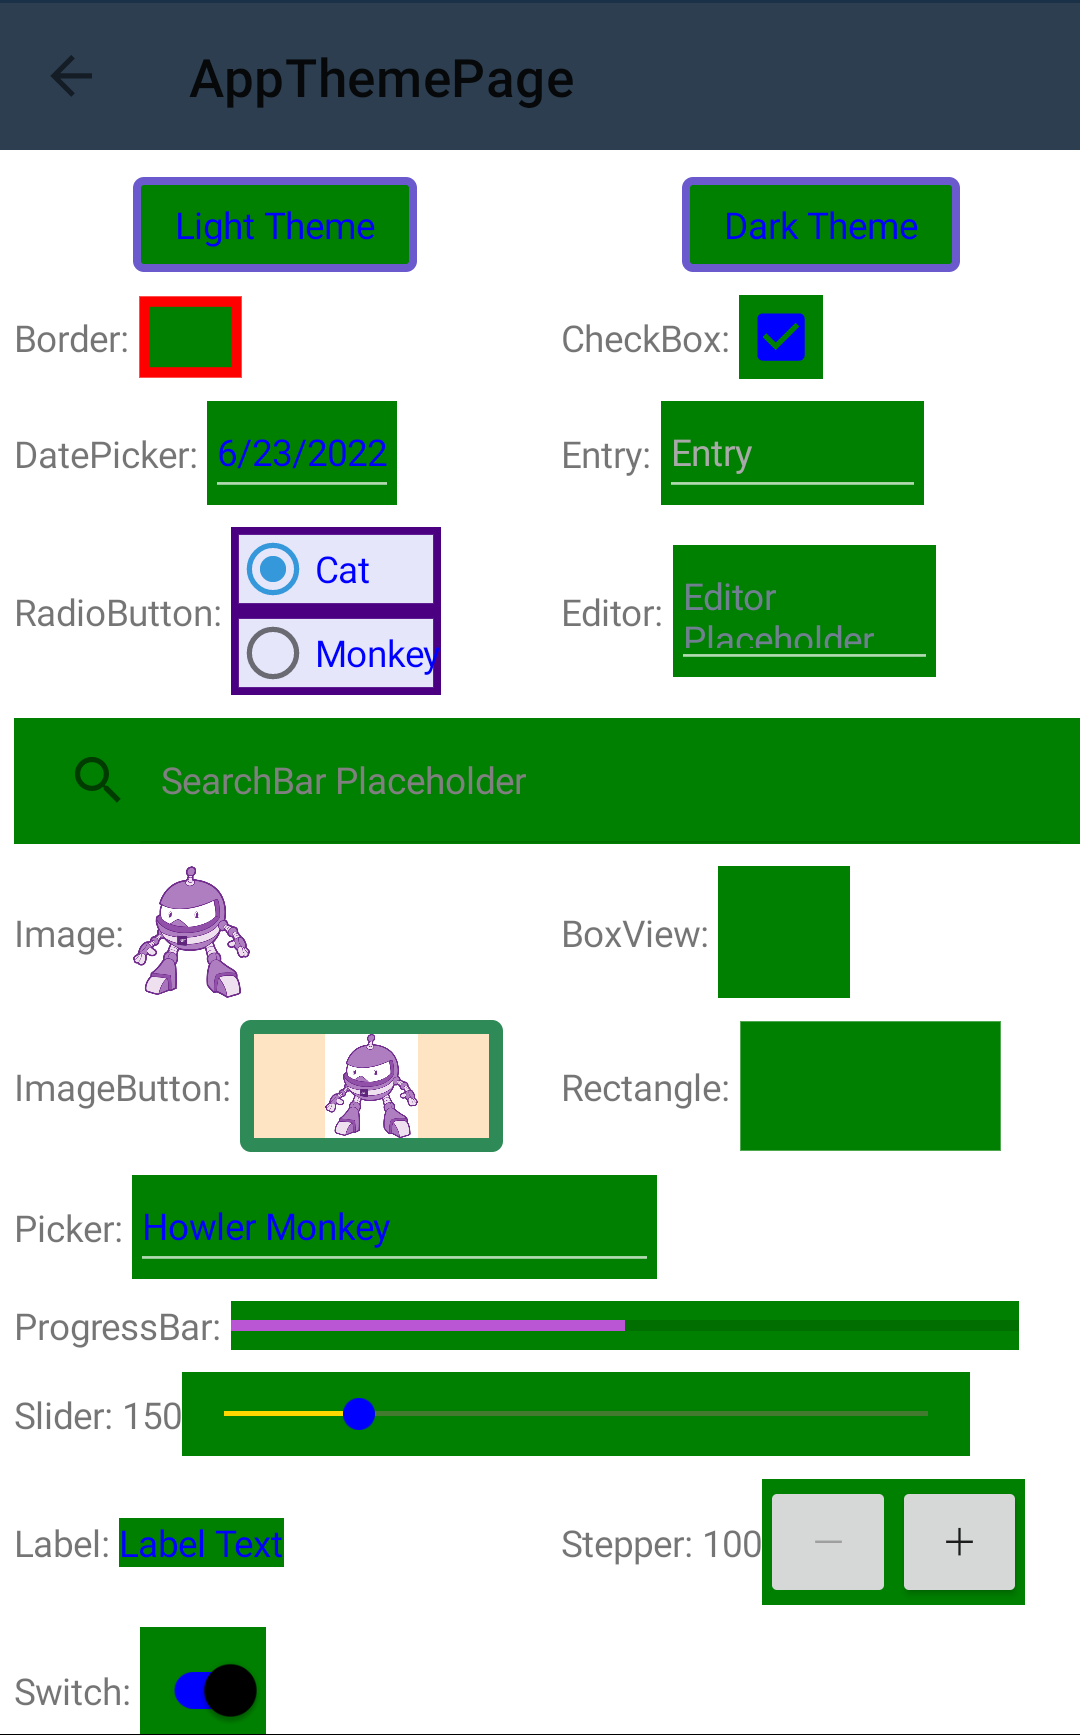 AppThemePage
Light Theme
Dark Theme
Border:
CheckBox:
DatePicker: 6/23/2022
Entry: Entry
RadioButton:
Cat
Monkey
Editor:
Editor
Placeholder
SearchBar Placeholder
Image:
BoxView:
ImageButton:
Rectangle:
Picker: Howler Monkey
ProgressBar:
Slider: 150
Label: Label Text
Stepper: 100
Switch: